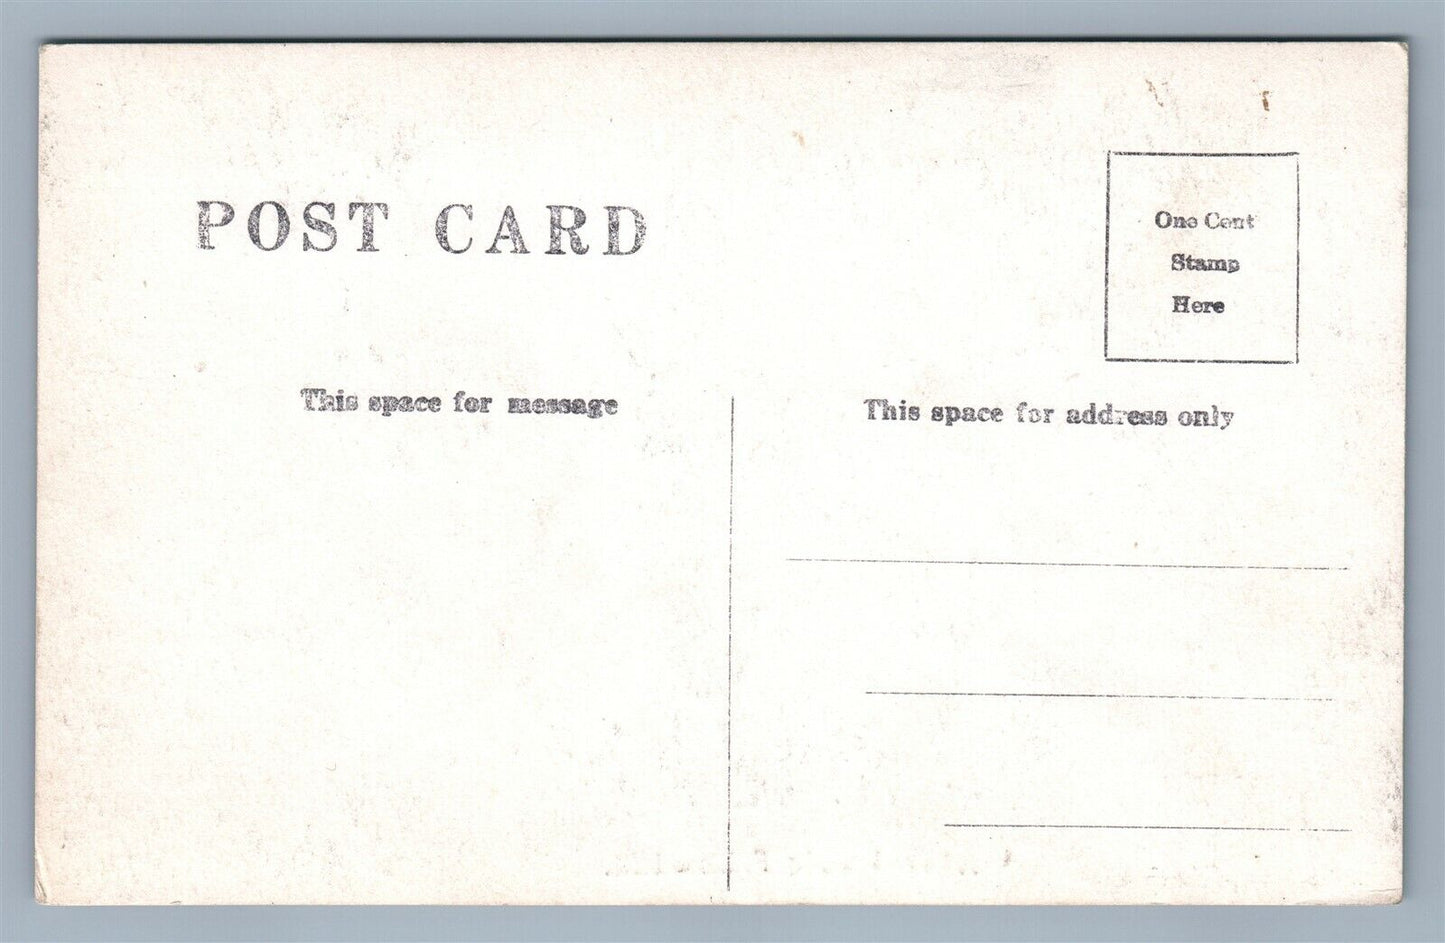 POST CARD
One Cent
Stamp
Here
This space for message
This space for address only